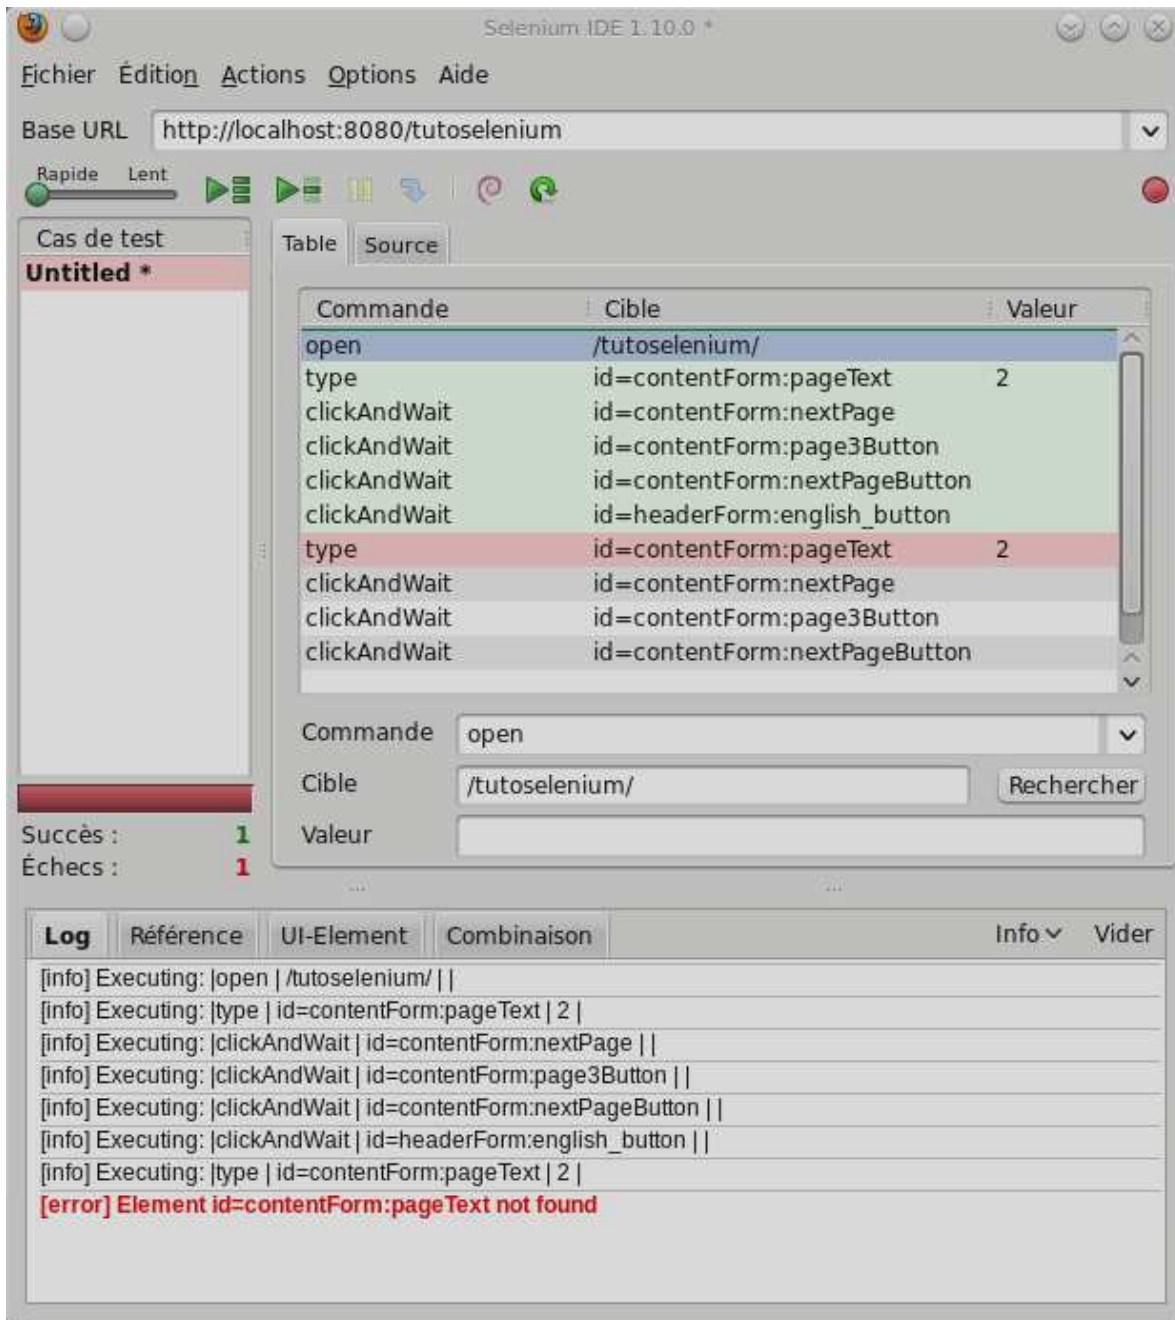 Selenium IDE 1.10.0 *
Fichier Édition Actions Options Aide
Base URL http://localhost:8080/tutoselenium
Rapide Lent
Cas de test
Untitled *
Table Source
Commande Cible Valeur
open /tutoselenium/
type id=contentForm:pageText 2
clickAndWait id=contentForm:nextPage
clickAndWait id=contentForm:page3Button
clickAndWait id=contentForm:nextPageButton
clickAndWait id=headerForm:english_button
type id=contentForm:pageText 2
clickAndWait id=contentForm:nextPage
clickAndWait id=contentForm:page3Button
clickAndWait id=contentForm:nextPageButton
Commande open
Cible /tutoselenium/ Rechercher
Valeur
Succès : 1
Échecs : 1
Log Référence UI-Element Combinaison Info Vider
[info] Executing: |open | /tutoselenium/ | |
[info] Executing: |type | id=contentForm:pageText | 2 |
[info] Executing: |clickAndWait | id=contentForm:nextPage | |
[info] Executing: |clickAndWait | id=contentForm:page3Button | |
[info] Executing: |clickAndWait | id=contentForm:nextPageButton | |
[info] Executing: |clickAndWait | id=headerForm:english_button | |
[info] Executing: |type | id=contentForm:pageText | 2 |
[error] Element id=contentForm:pageText not found